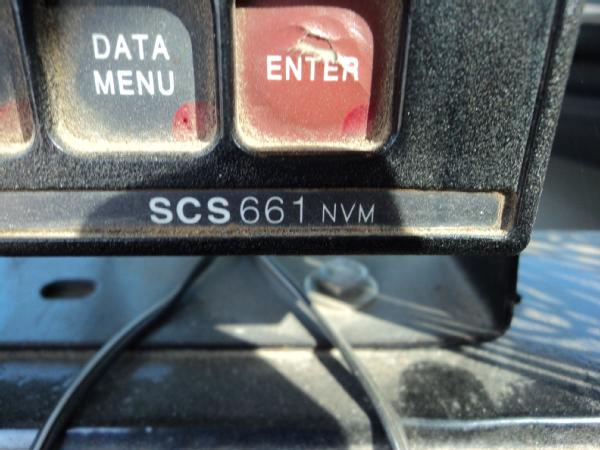 DATA
MENU
ENTER
SCS 661 NVM